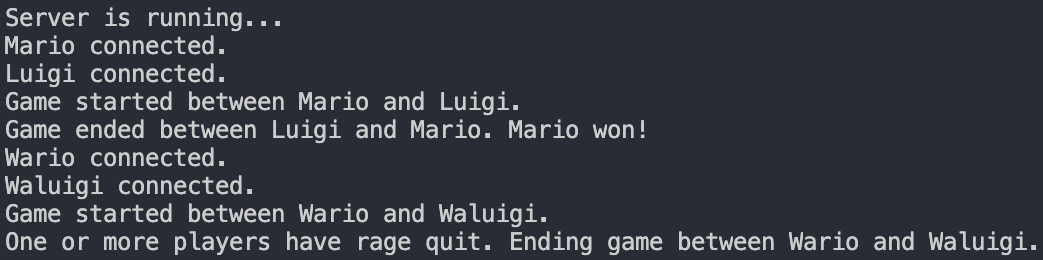 Server is running...
Mario connected.
Luigi connected.
Game started between Mario and Luigi.
Game ended between Luigi and Mario. Mario won!
Wario connected.
Waluigi connected.
Game started between Wario and Waluigi.
One or more players have rage quit. Ending game between Wario and Waluigi.